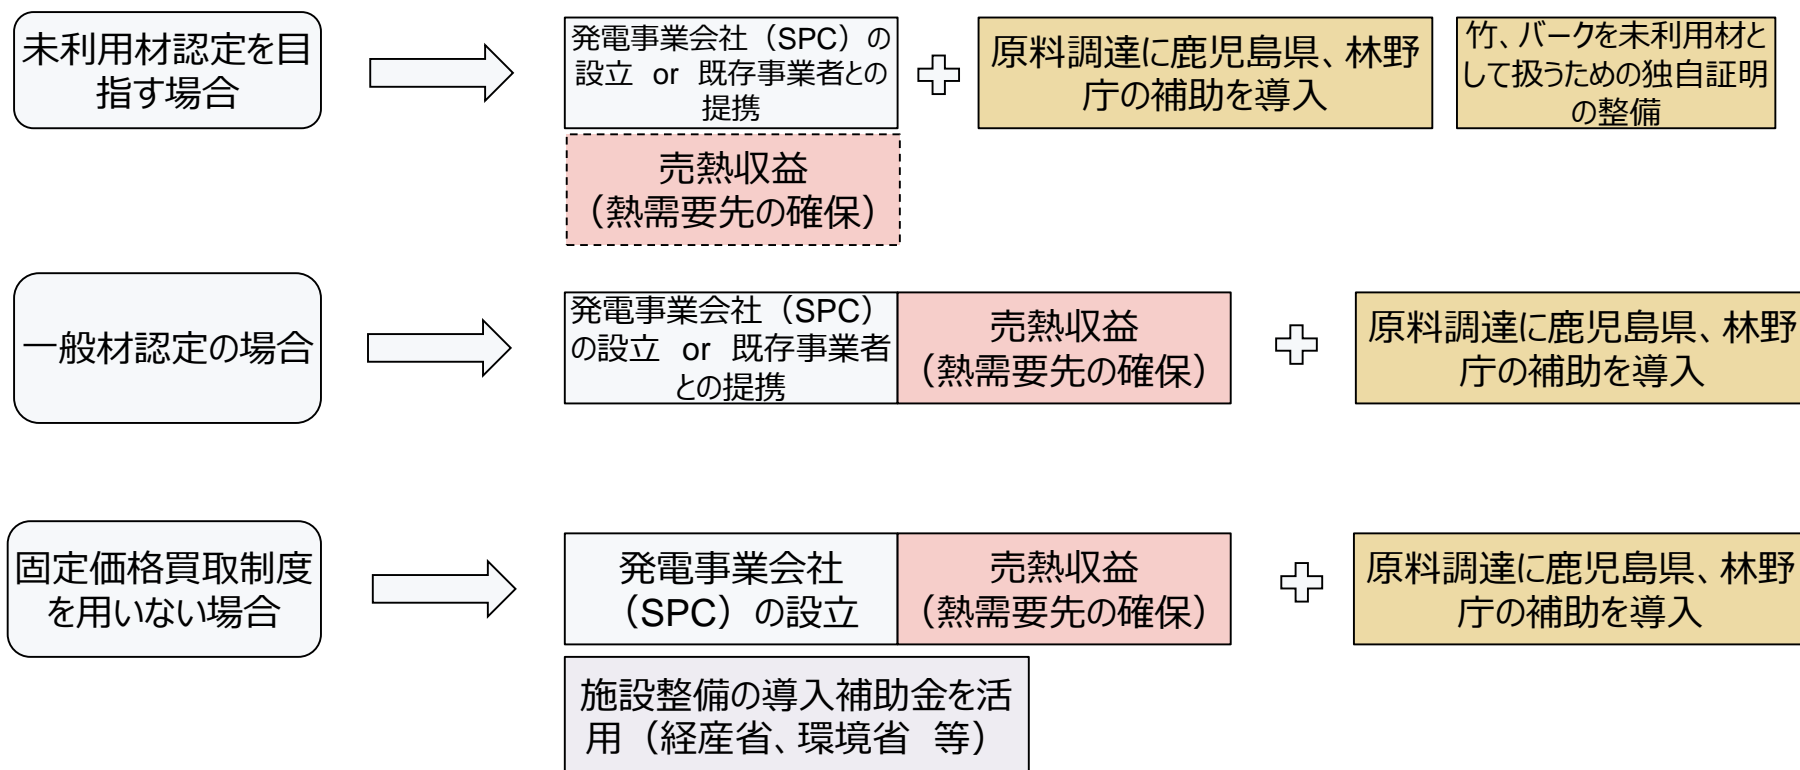 未利用材認定を目
指す場合
発電事業会社（SPC）の
設立 or 既存事業者との
提携
原料調達に鹿児島県、林野
庁の補助を導入
竹、バークを未利用材と
して扱うための独自証明
の整備
売熱収益
（熱需要先の確保）
一般材認定の場合
発電事業会社（SPC）
の設立 or 既存事業者
との提携
売熱収益
（熱需要先の確保）
原料調達に鹿児島県、林野
庁の補助を導入
固定価格買取制度
を用いない場合
発電事業会社
（SPC）の設立
売熱収益
（熱需要先の確保）
原料調達に鹿児島県、林野
庁の補助を導入
施設整備の導入補助金を活
用（経産省、環境省 等）